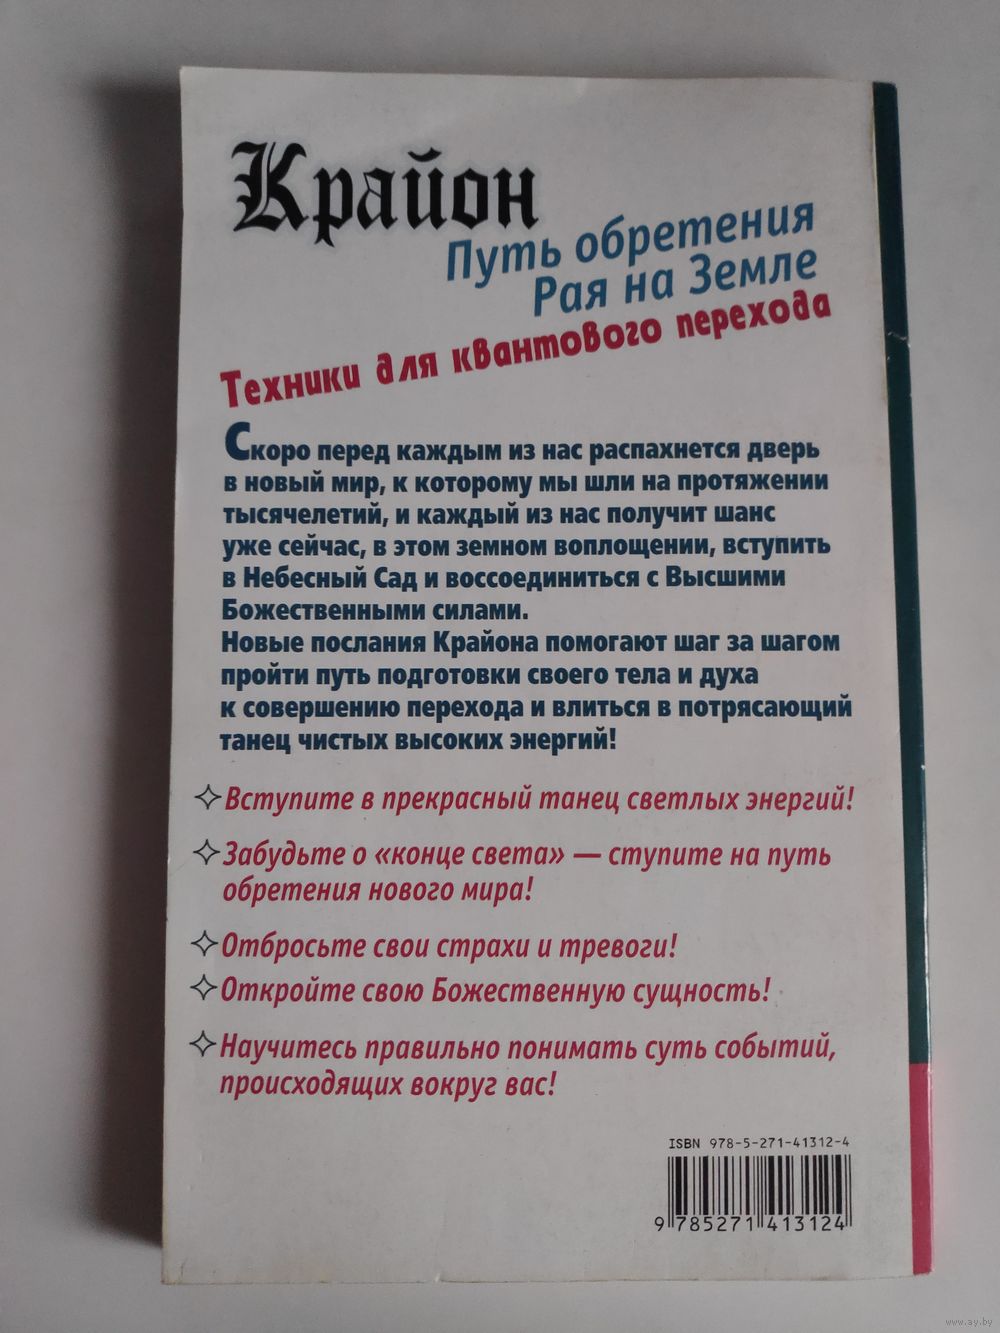 Крайон
Путь обретения
Рая на Земле
Техники для квантового перехода
Скоро перед каждым из нас распахнется дверь
в новый мир, к которому мы шли на протяжении
тысячелетий, и каждый из нас получит шанс
уже сейчас, в этом земном воплощении, вступить
в Небесный Сад и воссоединиться с Высшими
Божественными силами.
Новые послания Крайона помогают шаг за шагом
пройти путь подготовки своего тела и духа
к совершению перехода и влиться в потрясающий
танец чистых высоких энергий!
Вступите в прекрасный танец светлых энергий!
Забудьте о «конце света» — ступите на путь
обретения нового мира!
Отбросьте свои страхи и тревоги!
Откройте свою Божественную сущность!
Научитесь правильно понимать суть событий,
происходящих вокруг вас!
ISBN 978-5-271-41312-4
9 785271 413124
www.ay.by